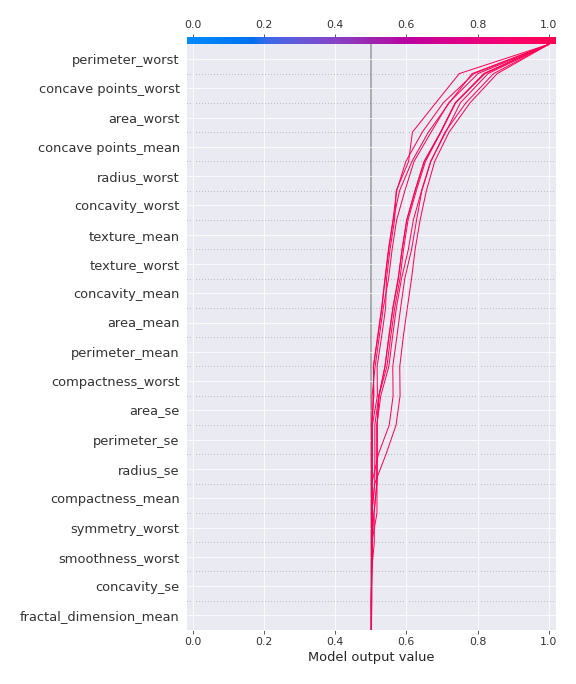 0.0 0.2 0.4 0.6 0.8 1.0
perimeter_worst
concave points_worst
area_worst
concave points_mean
radius_worst
concavity_worst
texture_mean
texture_worst
concavity_mean
area_mean
perimeter_mean
compactness_worst
area_se
perimeter_se
radius_se
compactness_mean
symmetry_worst
smoothness_worst
concavity_se
fractal_dimension_mean
0.0 0.2 0.4 0.6 0.8 1.0
Model output value